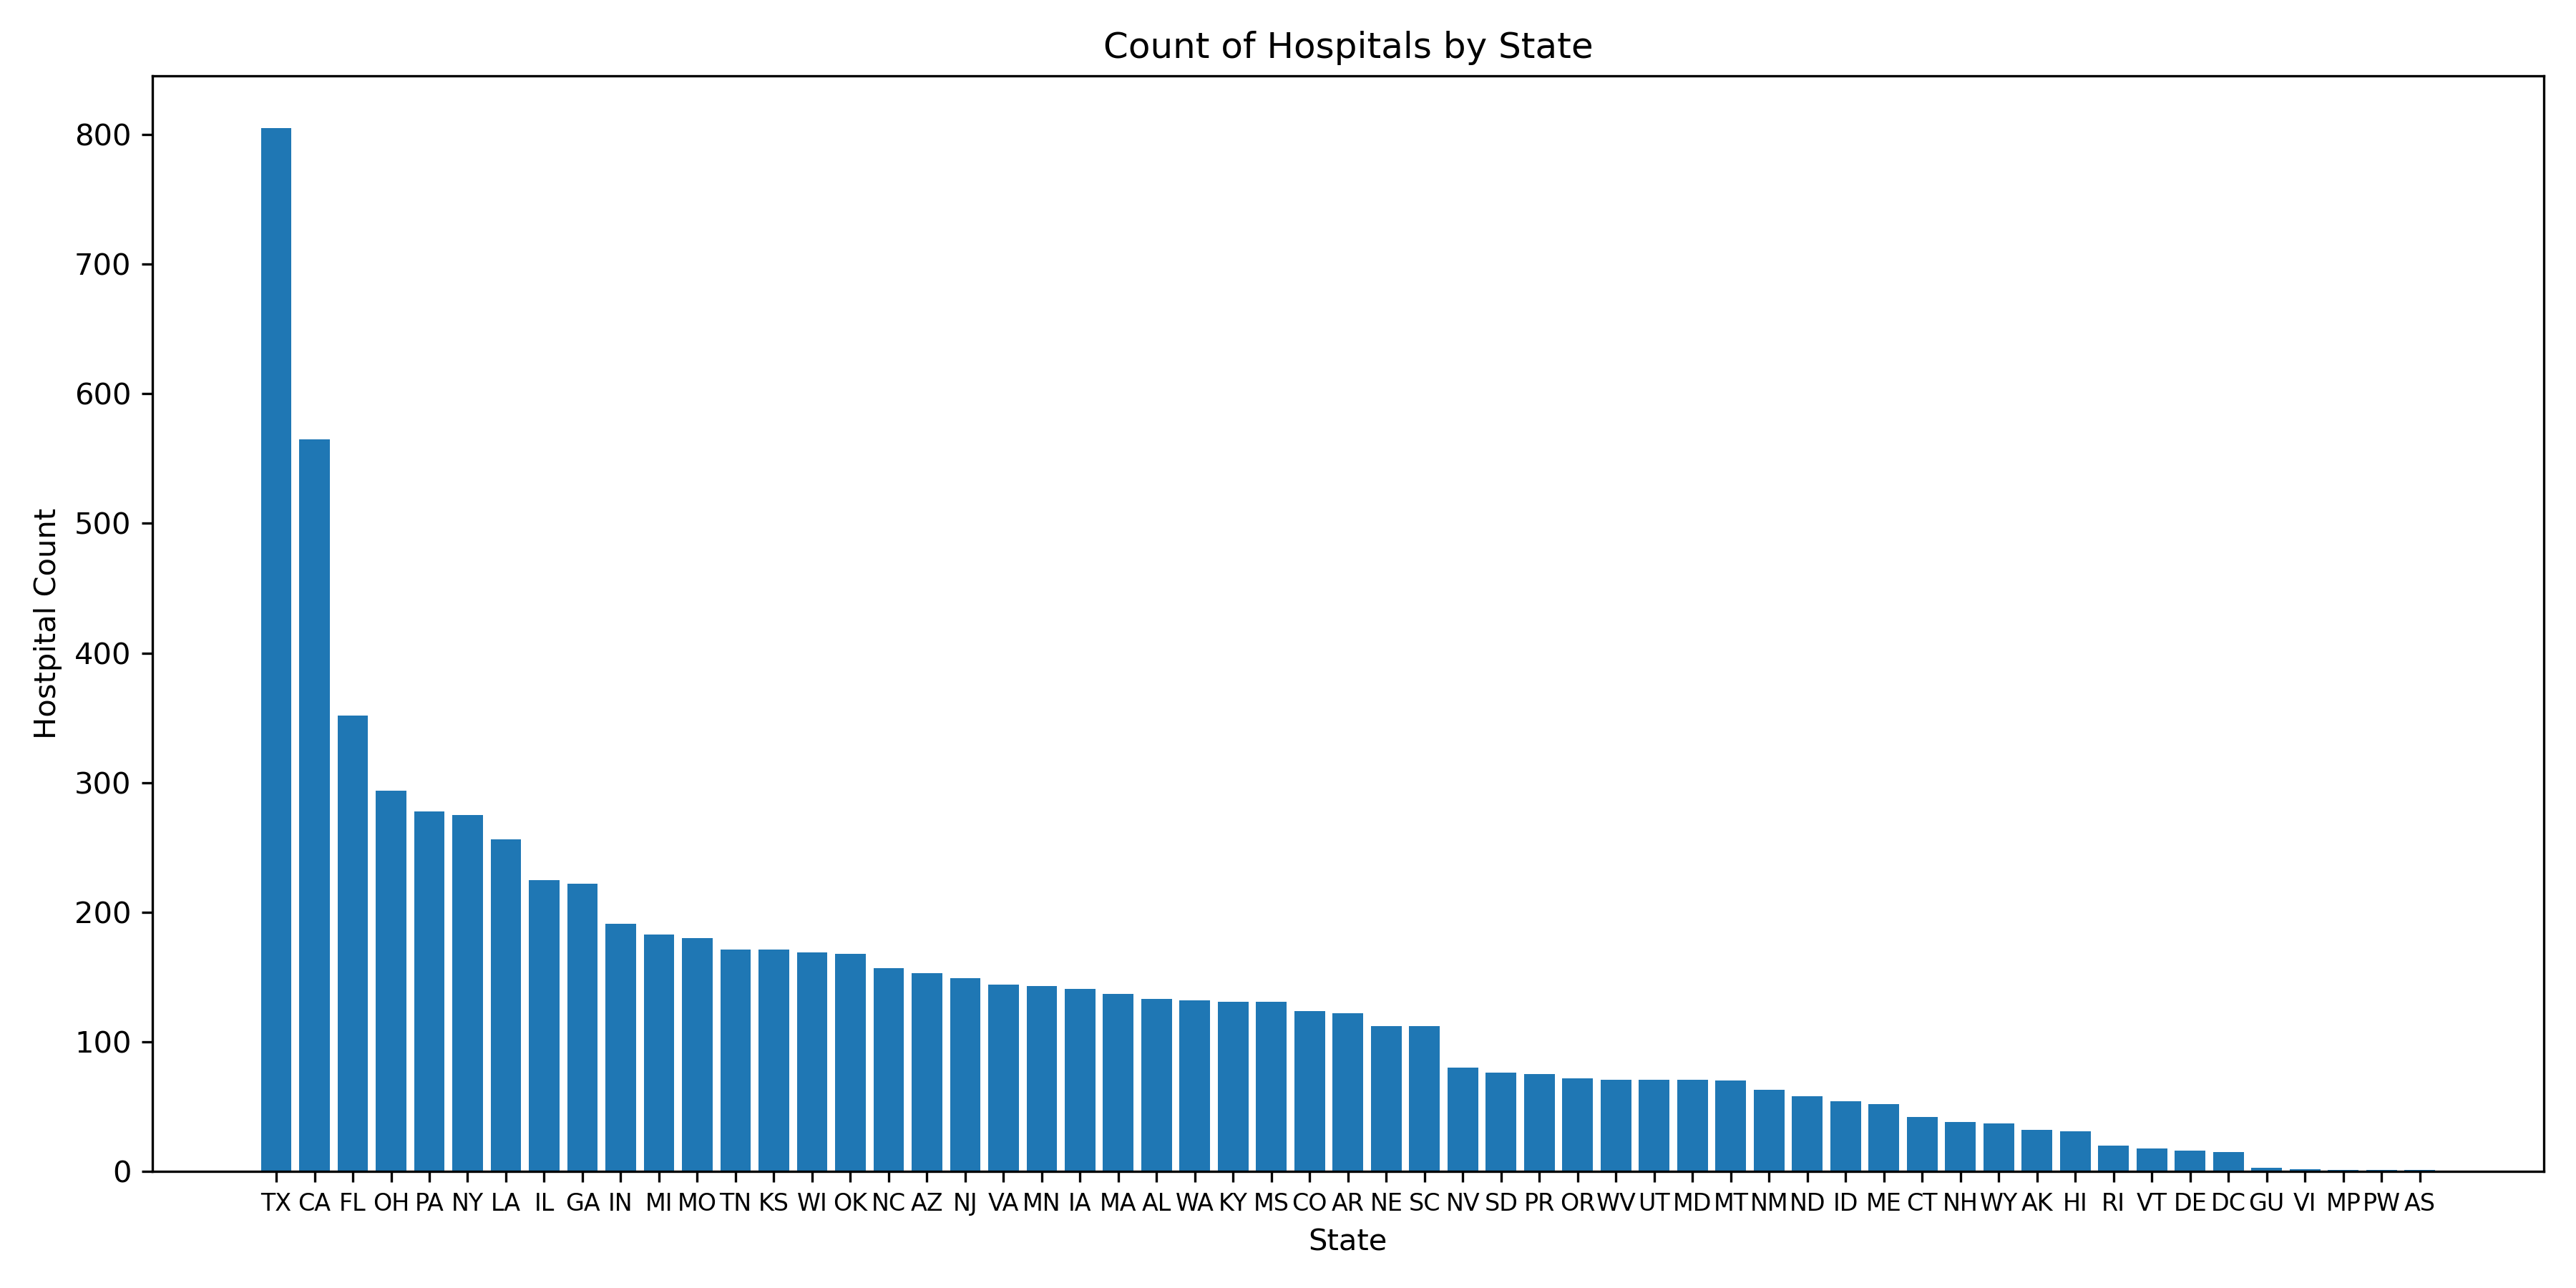 Count of Hospitals by State
Hostpital Count
800
700
600
500
400
300
200
100
0
TX CA FL OH PA NY LA IL GA IN MI MO TN KS WI OK NC AZ NJ VA MN IA MA AL WA KY MS CO AR NE SC NV SD PR OR WV UT MD MT NM ND ID ME CT NH WY AK HI RI VT DE DC GU VI MP PW AS
State